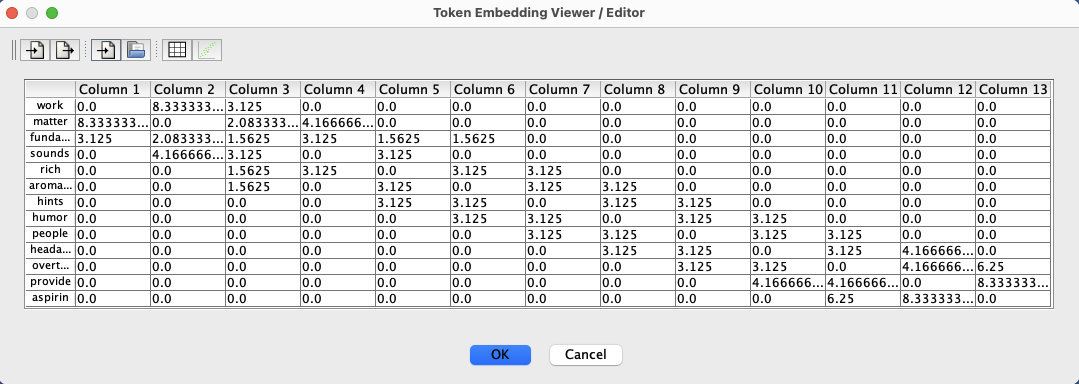 Token Embedding Viewer / Editor
Column 1 Column 2 Column 3 Column 4 Column 5 Column 6 Column 7 Column 8 Column 9 Column 10 Column 11 Column 12 Column 13
work 0.0 8.333333... 3.125 0.0 0.0 0.0 0.0 0.0 0.0 0.0 0.0 0.0 0.0
matter 8.333333... 0.0 2.083333... 4.166666... 0.0 0.0 0.0 0.0 0.0 0.0 0.0 0.0 0.0
funda... 3.125 2.083333... 1.5625 3.125 1.5625 1.5625 0.0 0.0 0.0 0.0 0.0 0.0 0.0
sounds 0.0 4.166666... 3.125 0.0 3.125 0.0 0.0 0.0 0.0 0.0 0.0 0.0 0.0
rich 0.0 0.0 1.5625 3.125 0.0 3.125 3.125 0.0 0.0 0.0 0.0 0.0 0.0
aroma... 0.0 0.0 1.5625 0.0 3.125 0.0 3.125 3.125 0.0 0.0 0.0 0.0 0.0
hints 0.0 0.0 0.0 0.0 3.125 3.125 0.0 3.125 3.125 0.0 0.0 0.0 0.0
humor 0.0 0.0 0.0 0.0 0.0 3.125 3.125 0.0 3.125 3.125 0.0 0.0 0.0
people 0.0 0.0 0.0 0.0 0.0 0.0 3.125 3.125 0.0 3.125 3.125 0.0 0.0
heada... 0.0 0.0 0.0 0.0 0.0 0.0 0.0 3.125 3.125 0.0 3.125 4.166666... 0.0
overt... 0.0 0.0 0.0 0.0 0.0 0.0 0.0 0.0 3.125 3.125 0.0 4.166666... 6.25
provide 0.0 0.0 0.0 0.0 0.0 0.0 0.0 0.0 0.0 4.166666... 4.166666... 0.0 8.333333...
aspirin 0.0 0.0 0.0 0.0 0.0 0.0 0.0 0.0 0.0 0.0 6.25 8.333333... 0.0
OK Cancel